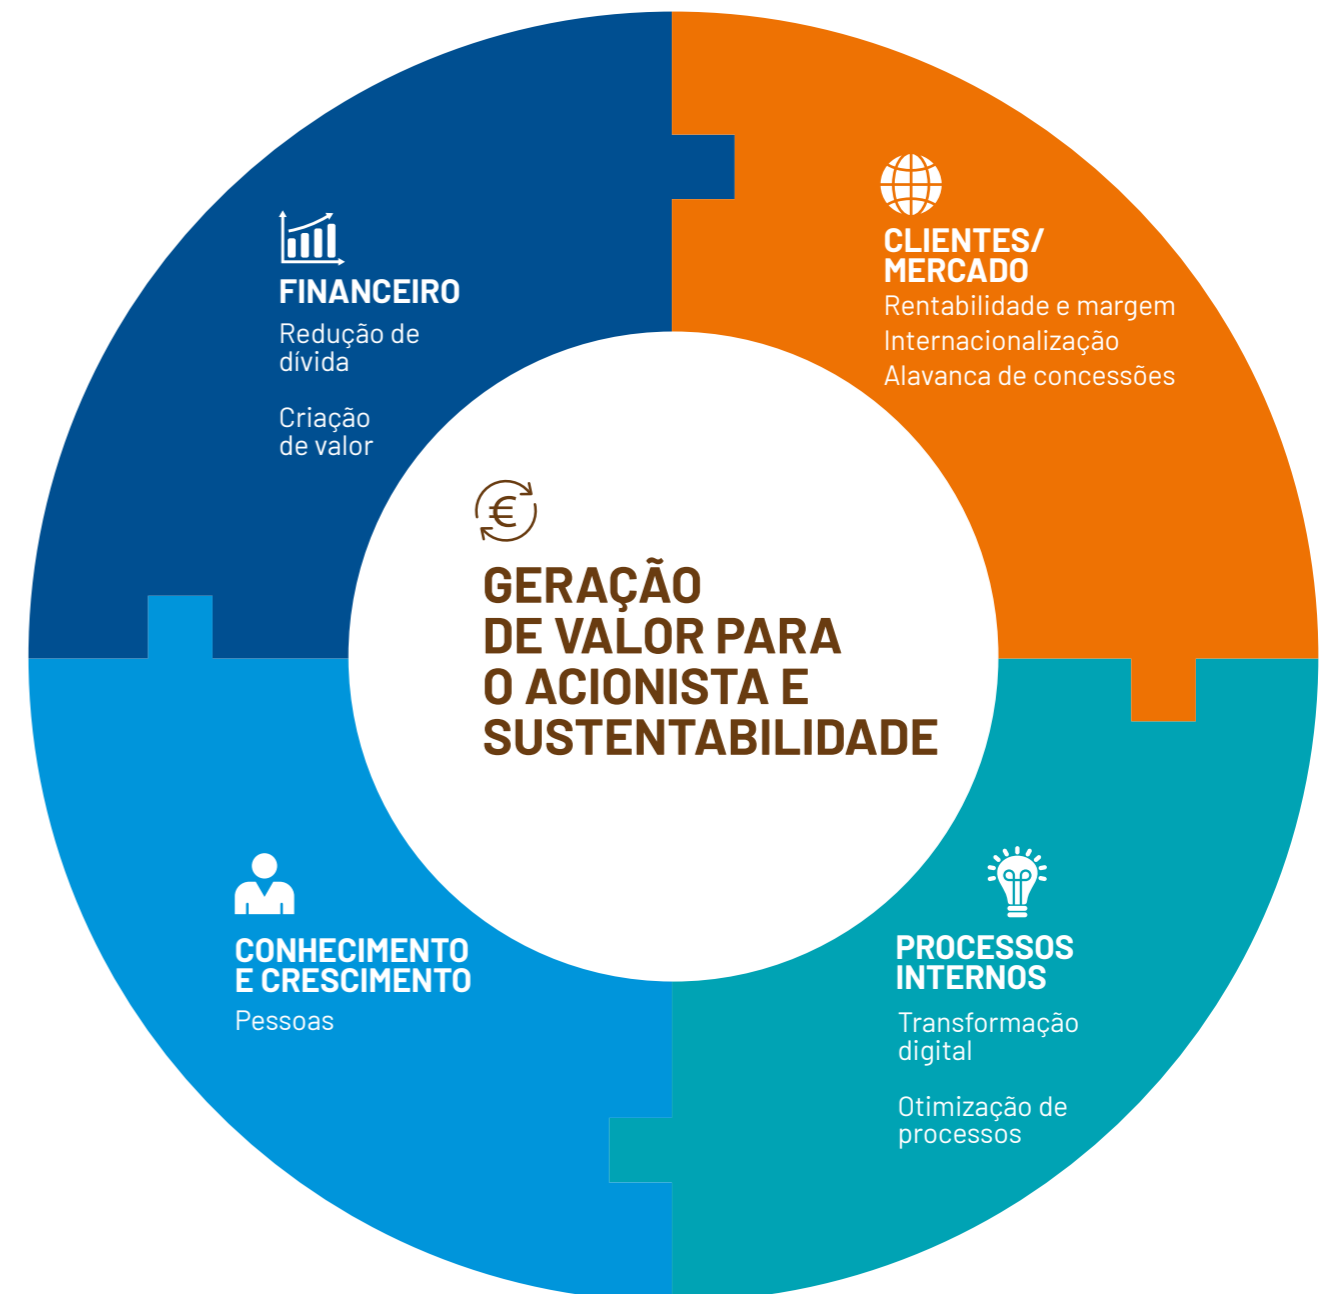 FINANCEIRO
Redução de
dívida
Criação
de valor
CLIENTES/
MERCADO
Rentabilidade e margem
Internacionalização
Alavanca de concessões
€
GERAÇÃO
DE VALOR PARA
O ACIONISTA E
SUSTENTABILIDADE
CONHECIMENTO
E CRESCIMENTO
Pessoas
PROCESSOS
INTERNOS
Transformação
digital
Otimização de
processos